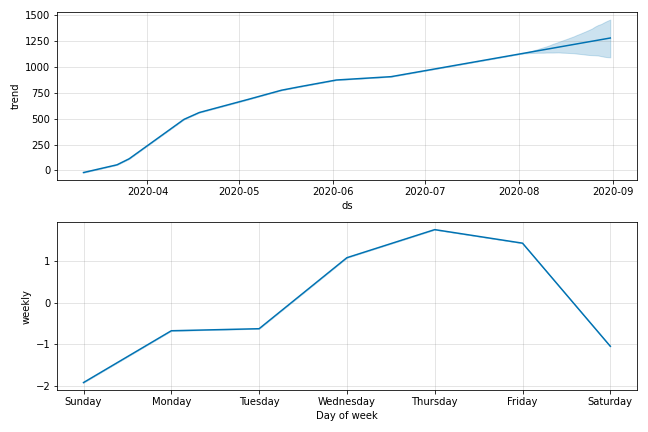 1500
1250
1000
750
500
250
0
trend
2020-04 2020-05 2020-06 2020-07 2020-08 2020-09
ds
1
0
−1
−2
weekly
Sunday Monday Tuesday Wednesday Thursday Friday Saturday
Day of week